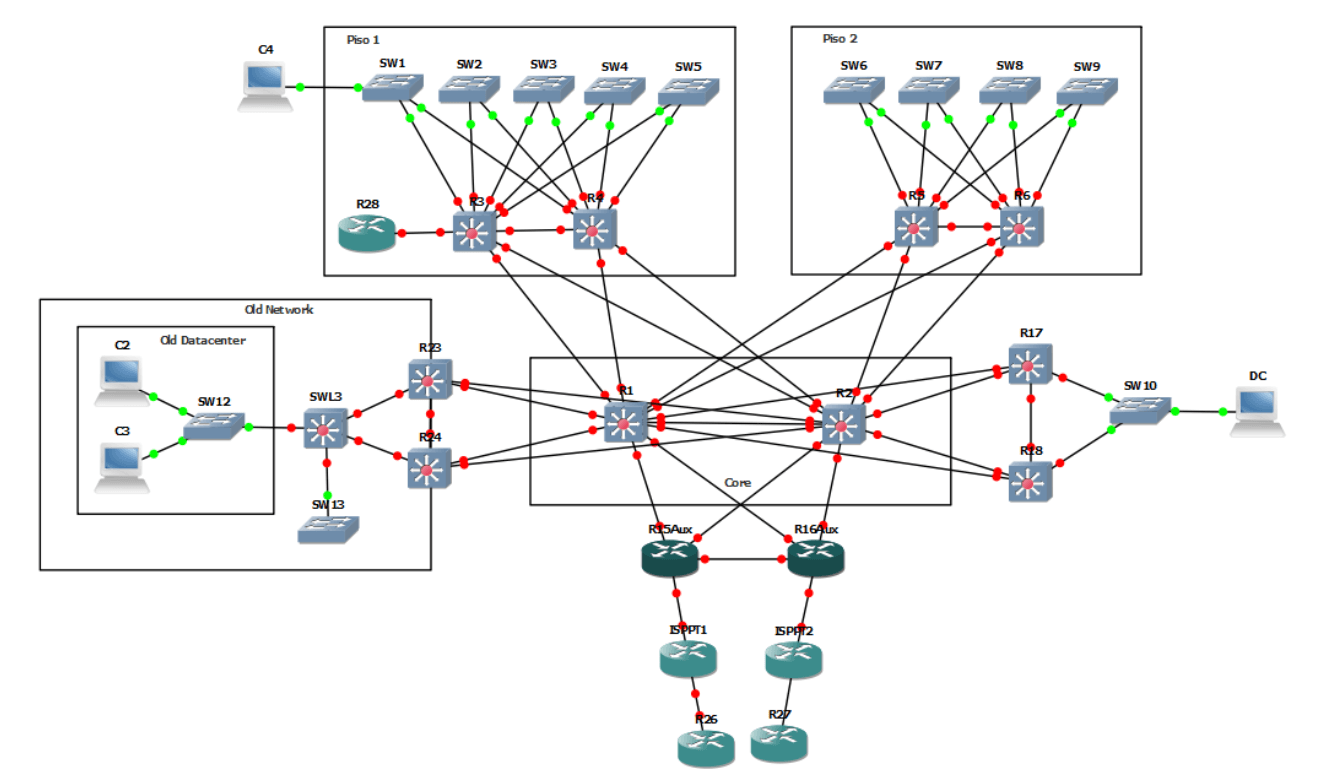 Piso 1
Piso 2
C4
SW1
SW2
SW3
SW4
SW5
SW6
SW7
SW8
SW9
R28
R3
R4
R5
R6
Old Network
Old Datacenter
C2
C3
SW12
SWL3
SW13
R23
R24
R1
R2
Core
R17
R18
SW10
DC
R15Aux
R16Aux
ISPPT1
ISPPT2
R26
R27